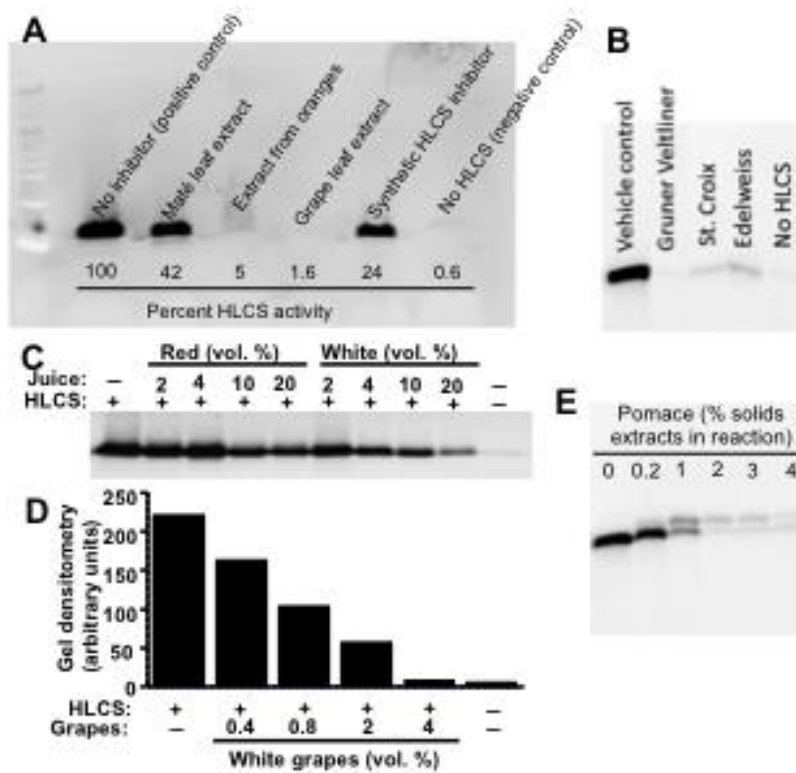 A
No inhibitor (positive control)
Maté leaf extract
Extract from oranges
Grape leaf extract
Synthetic HLCS inhibitor
No HLCS (negative control)
100 42 5 1.6 24 0.6
Percent HLCS activity
B
Vehicle control
Gruner Veltliner
St. Croix
Edelweiss
No HLCS
C
Red (vol. %) White (vol. %)
Juice: – 2 4 10 20 2 4 10 20 –
HLCS: + + + + + + + + + –
D
Gel densitometry
(arbitrary units)
250
200
150
100
50
0
HLCS: + + + + + –
Grapes: – 0.4 0.8 2 4 –
White grapes (vol. %)
E
Pomace (% solids
extracts in reaction)
0 0.2 1 2 3 4